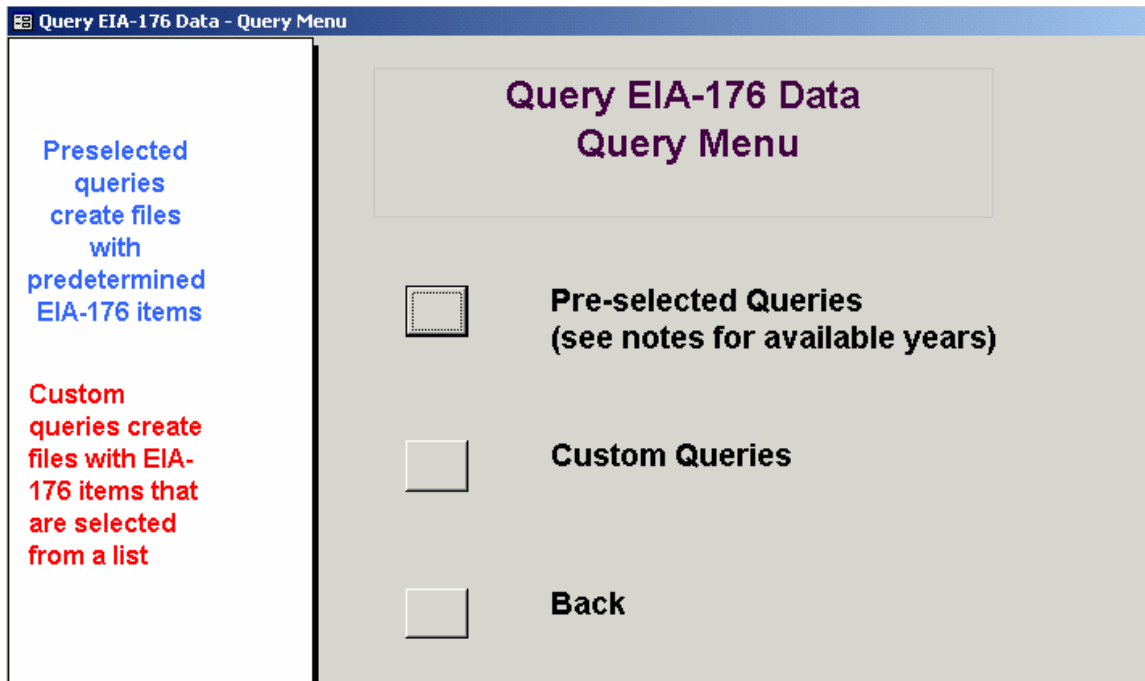 Query EIA-176 Data - Query Menu
Preselected
queries
create files
with
predetermined
EIA-176 items
Custom
queries create
files with EIA-
176 items that
are selected
from a list
Query EIA-176 Data
Query Menu
Pre-selected Queries
(see notes for available years)
Custom Queries
Back